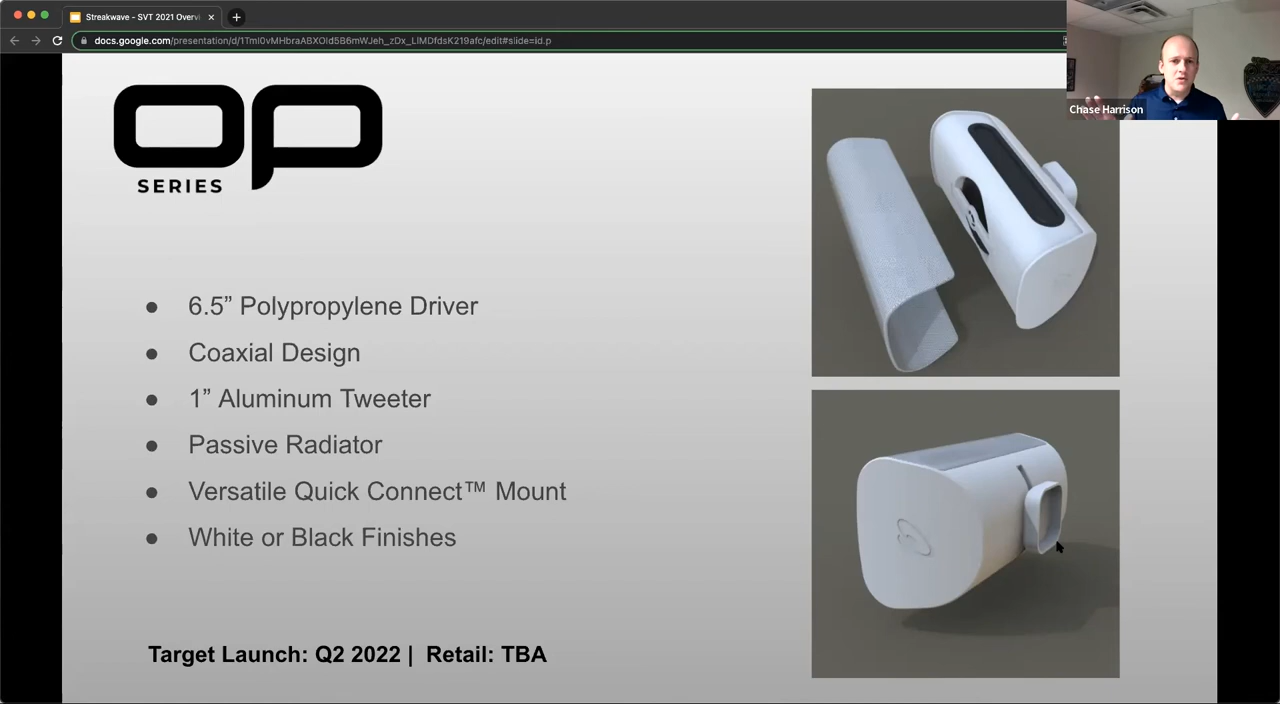 Streakwave - SVT 2021 Overvi
docs.google.com/presentation/d/1TmI0vMHbraABXOId5B6mWJeh_zDx_LIMDfdsK219afc/edit#slide=id.p
Chase Harrison
OP
SERIES
● 6.5” Polypropylene Driver
● Coaxial Design
● 1” Aluminum Tweeter
● Passive Radiator
● Versatile Quick Connect™ Mount
● White or Black Finishes
Target Launch: Q2 2022 | Retail: TBA